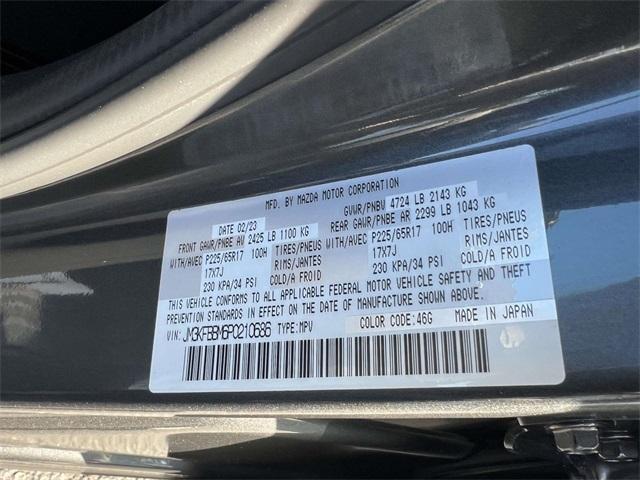 MFD. BY MAZDA MOTOR CORPORATION
DATE 02/23 GVWR/PNBV 4724 LB 2143 KG
FRONT GAWR/PNBE AV 2425 LB 1100 KG REAR GAWR/PNBE AR 2299 LB 1043 KG
WITH/AVEC P225/65R17 100H TIRES/PNEUS WITH/AVEC P225/65R17 100H TIRES/PNEUS
17X7J RIMS/JANTES 17X7J RIMS/JANTES
230 KPA/34 PSI COLD/A FROID 230 KPA/34 PSI COLD/A FROID
THIS VEHICLE CONFORMS TO ALL APPLICABLE FEDERAL MOTOR VEHICLE SAFETY AND THEFT
PREVENTION STANDARDS IN EFFECT ON THE DATE OF MANUFACTURE SHOWN ABOVE.
VIN: JM3KFBBM6P0210686 TYPE:MPV COLOR CODE:46G MADE IN JAPAN